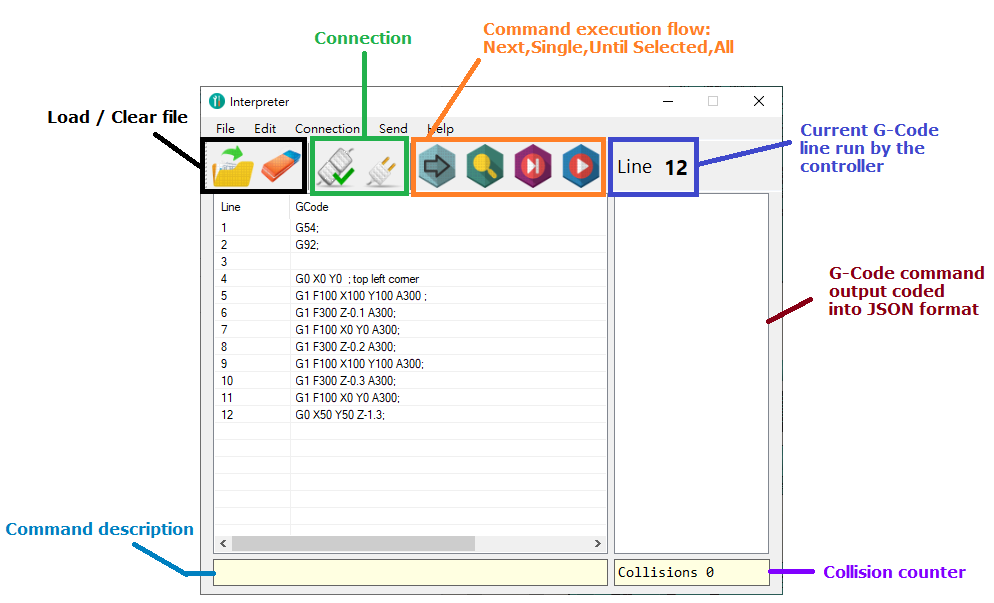 Command execution flow:
Next,Single,Until Selected,All
Connection
Load / Clear file
Interpreter
File Edit Connection Send Help
Line 12
Current G-Code
line run by the
controller
Line GCode
1 G54;
2 G92;
3
4 G0 X0 Y0 ; top left corner
5 G1 F100 X100 Y100 A300 ;
6 G1 F300 Z-0.1 A300;
7 G1 F100 X0 Y0 A300;
8 G1 F300 Z-0.2 A300;
9 G1 F100 X100 Y100 A300;
10 G1 F300 Z-0.3 A300;
11 G1 F100 X0 Y0 A300;
12 G0 X50 Y50 Z-1.3;
G-Code command
output coded
into JSON format
Command description
Collisions 0
Collision counter